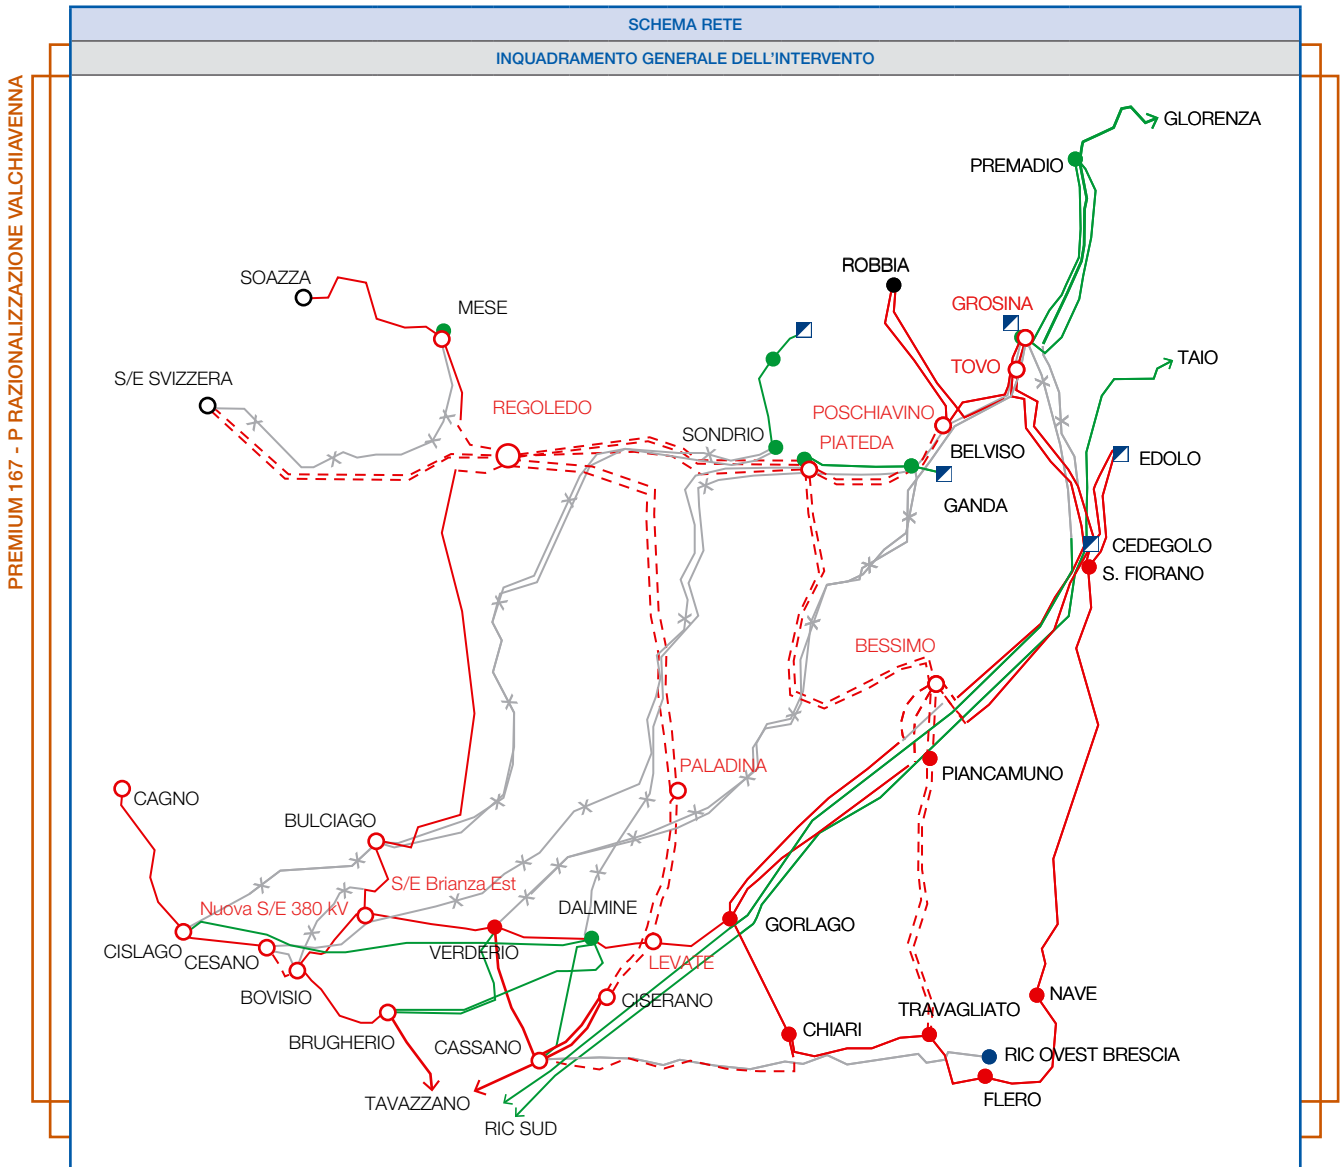 SCHEMA RETE
INQUADRAMENTO GENERALE DELL'INTERVENTO
PREMIUM 167 - P RAZIONALIZZAZIONE VALCHIAVENNA
GLORENZA
PREMADIO
ROBBIA
SOAZZA
MESE
GROSINA
TAIO
TOVO
S/E SVIZZERA
REGOLEDO
POSCHIAVINO
SONDRIO
PIATEDA
BELVISO
EDOLO
GANDA
CEDEGOLO
S. FIORANO
BESSIMO
PALADINA
PIANCAMUNO
CAGNO
BULCIAGO
S/E Brianza Est
Nuova S/E 380 kV
DALMINE
GORLAGO
CISLAGO
CESANO
VERDERIO
LEVATE
BOVISIO
CISERANO
NAVE
TRAVAGLIATO
BRUGHERIO
CASSANO
CHIARI
RIC OVEST BRESCIA
TAVAZZANO
FLERO
RIC SUD